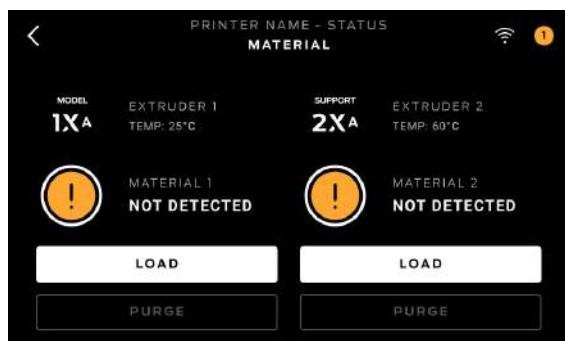 PRINTER NAME - STATUS
MATERIAL
1
MODEL
1XA
EXTRUDER 1
TEMP: 25°C
SUPPORT
2XA
EXTRUDER 2
TEMP: 60°C
!
MATERIAL 1
NOT DETECTED
!
MATERIAL 2
NOT DETECTED
LOAD
LOAD
PURGE
PURGE